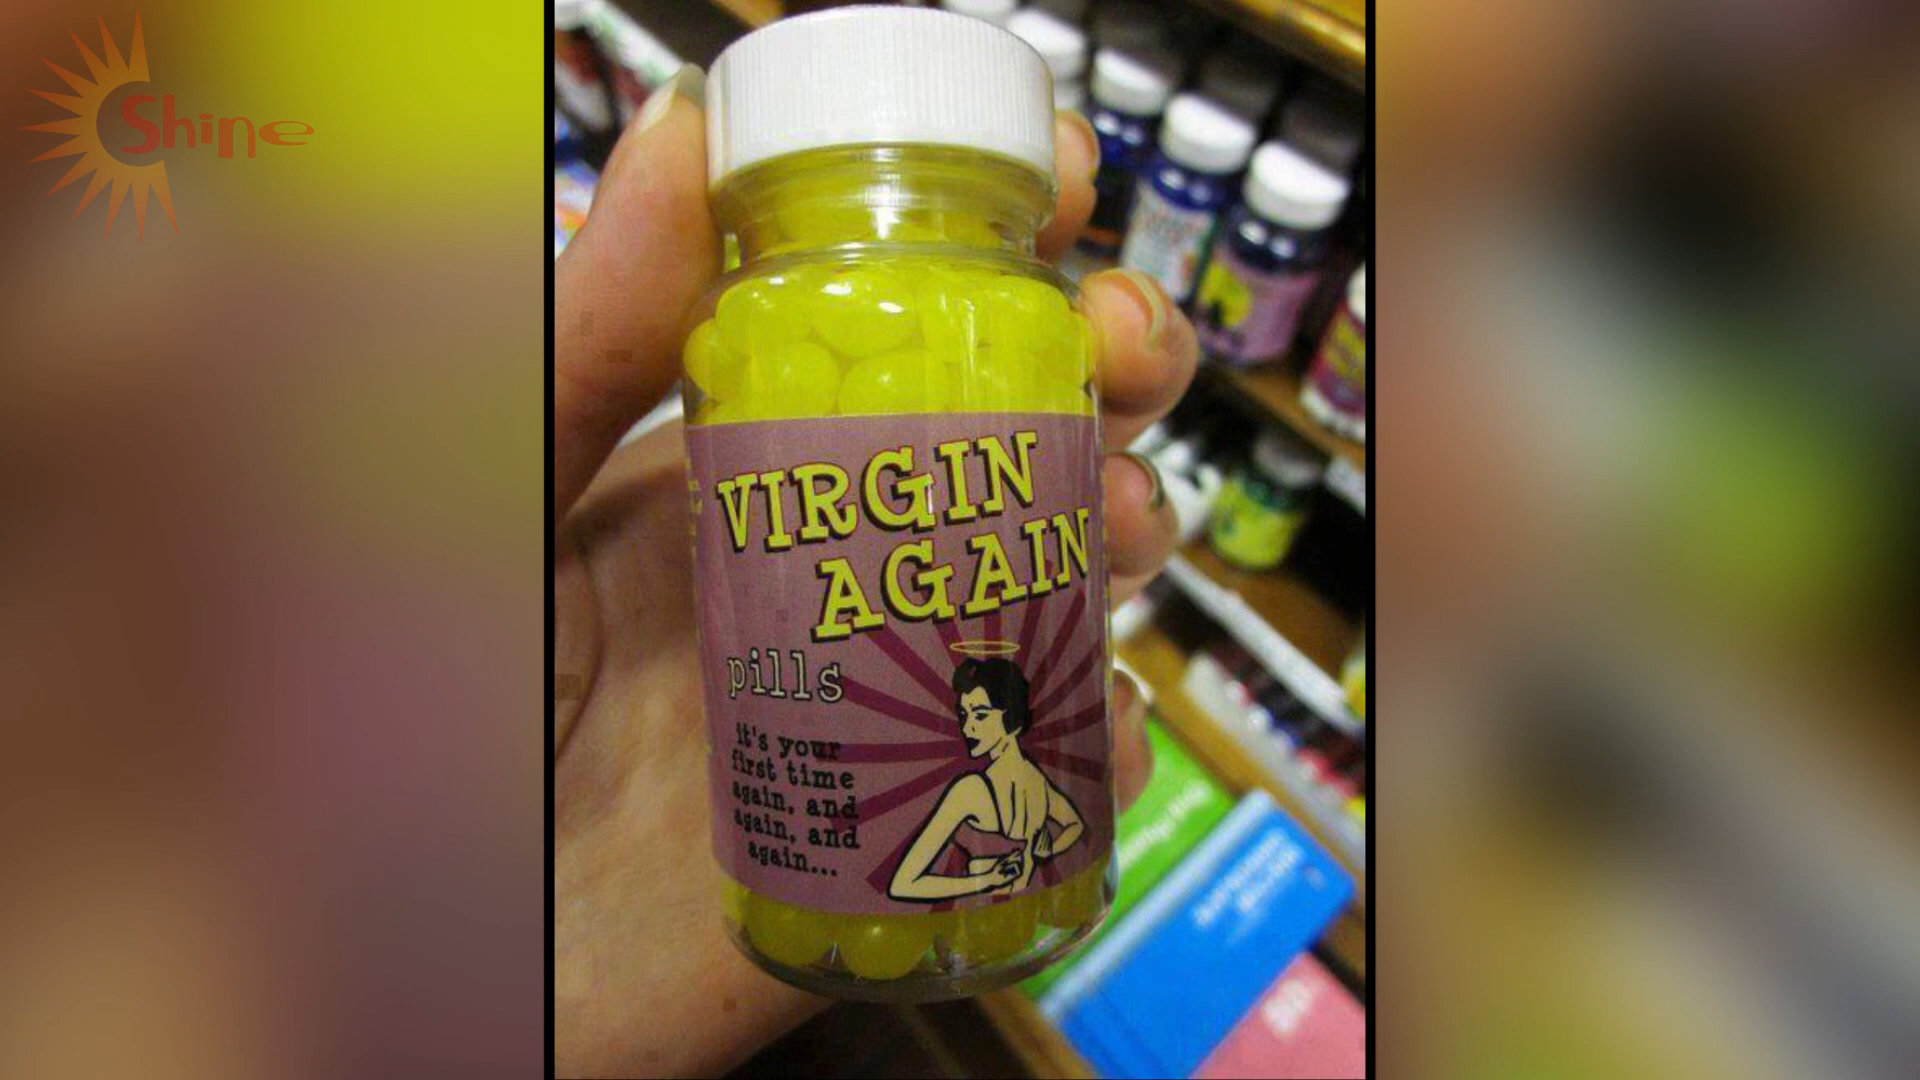 Shine
VIRGIN
AGAIN
pills
it's your
first time
again. and
again. and
again...